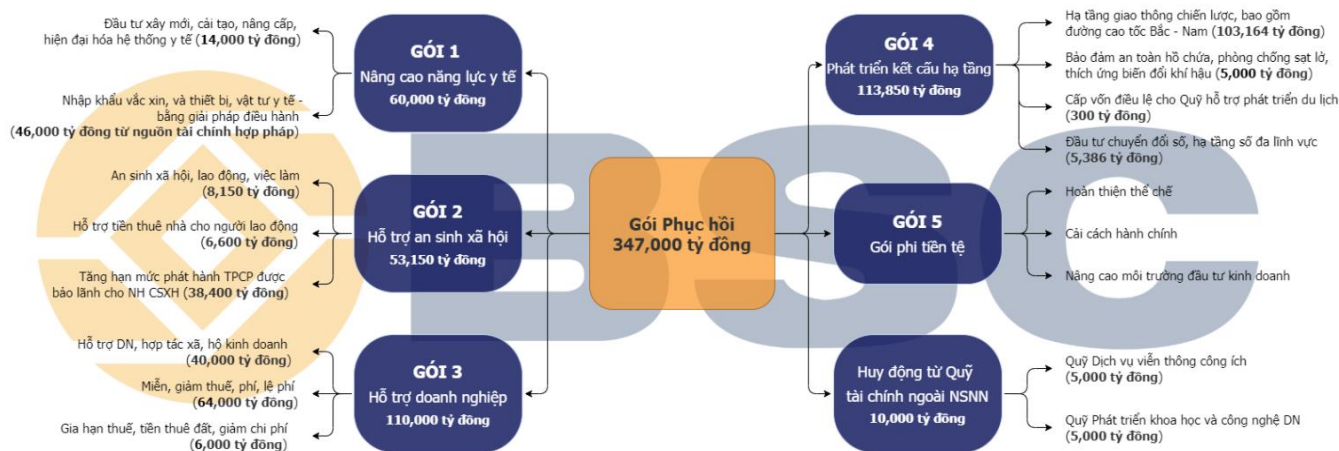 Đầu tư xây mới, cải tạo, nâng cấp,
hiện đại hóa hệ thống y tế (14,000 tỷ đồng)
Nhập khẩu vắc xin, và thiết bị, vật tư y tế -
bằng giải pháp điều hành
(46,000 tỷ đồng từ nguồn tài chính hợp pháp)
GÓI 1
Nâng cao năng lực y tế
60,000 tỷ đồng
An sinh xã hội, lao động, việc làm
(8,150 tỷ đồng)
Hỗ trợ tiền thuê nhà cho người lao động
(6,600 tỷ đồng)
Tăng hạn mức phát hành TPCP được
bảo lãnh cho NH CSXH (38,400 tỷ đồng)
GÓI 2
Hỗ trợ an sinh xã hội
53,150 tỷ đồng
Hỗ trợ DN, hợp tác xã, hộ kinh doanh
(40,000 tỷ đồng)
Miễn, giảm thuế, phí, lệ phí
(64,000 tỷ đồng)
Gia hạn thuế, tiền thuê đất, giảm chi phí
(6,000 tỷ đồng)
GÓI 3
Hỗ trợ doanh nghiệp
110,000 tỷ đồng
Gói Phục hồi
347,000 tỷ đồng
GÓI 4
Phát triển kết cấu hạ tầng
113,850 tỷ đồng
Hạ tầng giao thông chiến lược, bao gồm
đường cao tốc Bắc - Nam (103,164 tỷ đồng)
Bảo đảm an toàn hồ chứa, phòng chống sạt lở,
thích ứng biến đổi khí hậu (5,000 tỷ đồng)
Cấp vốn điều lệ cho Quỹ hỗ trợ phát triển du lịch
(300 tỷ đồng)
Đầu tư chuyển đổi số, hạ tầng số đa lĩnh vực
(5,386 tỷ đồng)
GÓI 5
Gói phi tiền tệ
Hoàn thiện thể chế
Cải cách hành chính
Nâng cao môi trường đầu tư kinh doanh
Huy động từ Quỹ
tài chính ngoài NSNN
10,000 tỷ đồng
Quỹ Dịch vụ viễn thông công ích
(5,000 tỷ đồng)
Quỹ Phát triển khoa học và công nghệ DN
(5,000 tỷ đồng)
BSC